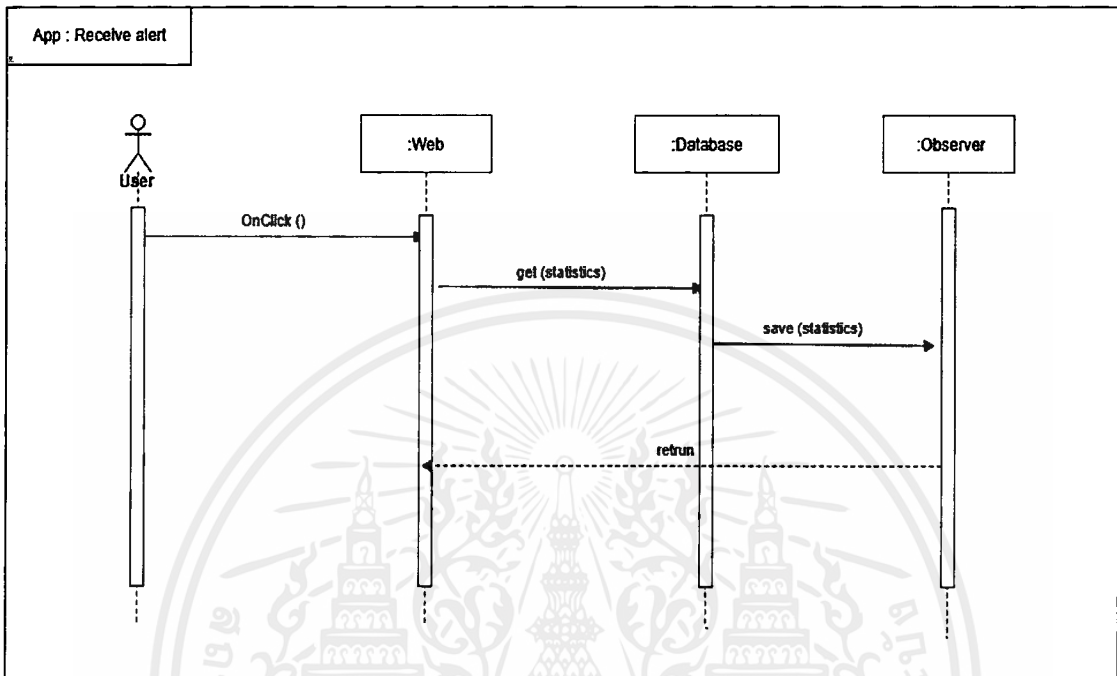 App : Receive alert
User
:Web
:Database
:Observer
OnClick ()
get (statistics)
save (statistics)
retrun